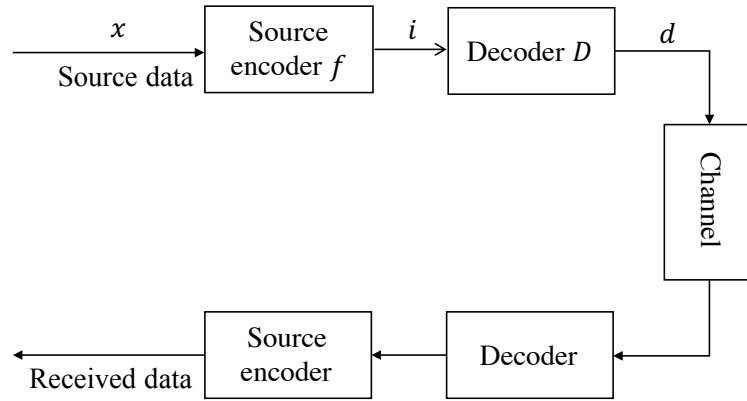 x
Source data
Source
encoder f
i
Decoder D
d
Channel
Received data
Source
encoder
Decoder